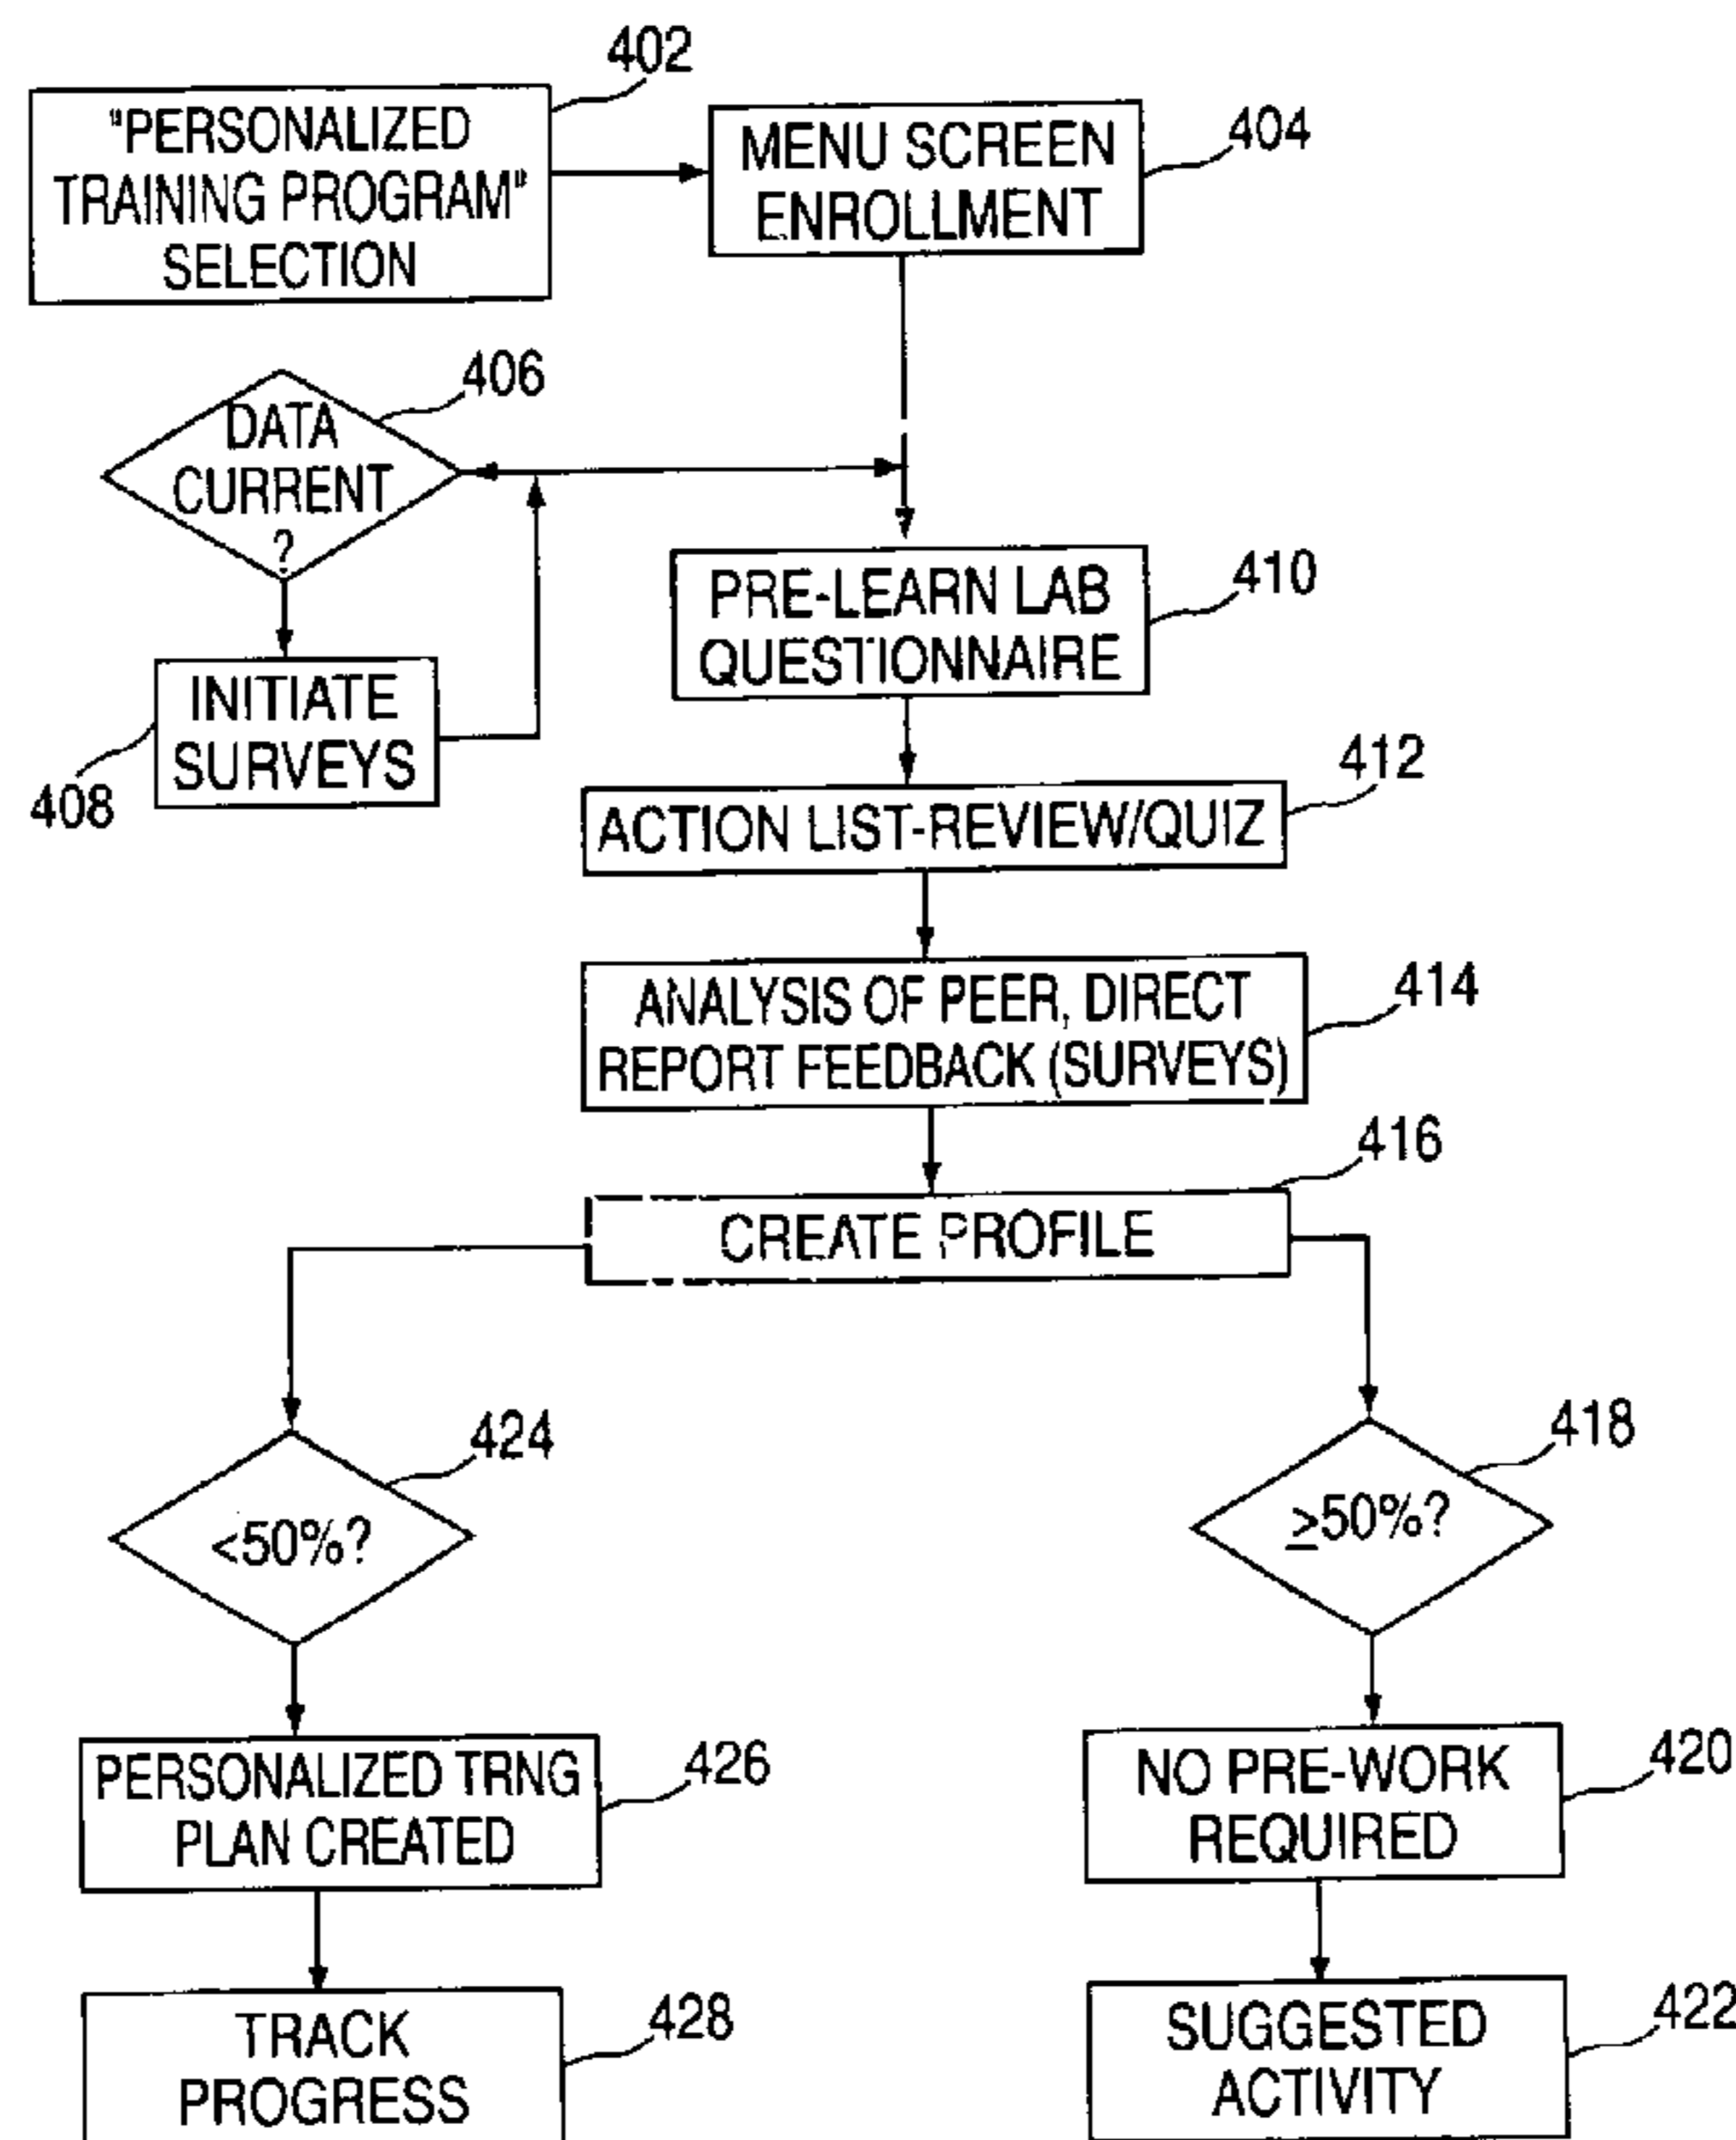 402
"PERSONALIZED
TRAINING PROGRAM"
SELECTION
MENU SCREEN
ENROLLMENT
404
406
DATA
CURRENT
?
INITIATE
SURVEYS
408
PRE-LEARN LAB
QUESTIONNAIRE
410
412
ACTION LIST-REVIEW/QUIZ
ANALYSIS OF PEER, DIRECT
REPORT FEEDBACK (SURVEYS)
414
416
CREATE PROFILE
424
<50%?
418
≥50%?
PERSONALIZED TRNG
PLAN CREATED
426
NO PRE-WORK
REQUIRED
420
TRACK
PROGRESS
428
SUGGESTED
ACTIVITY
422